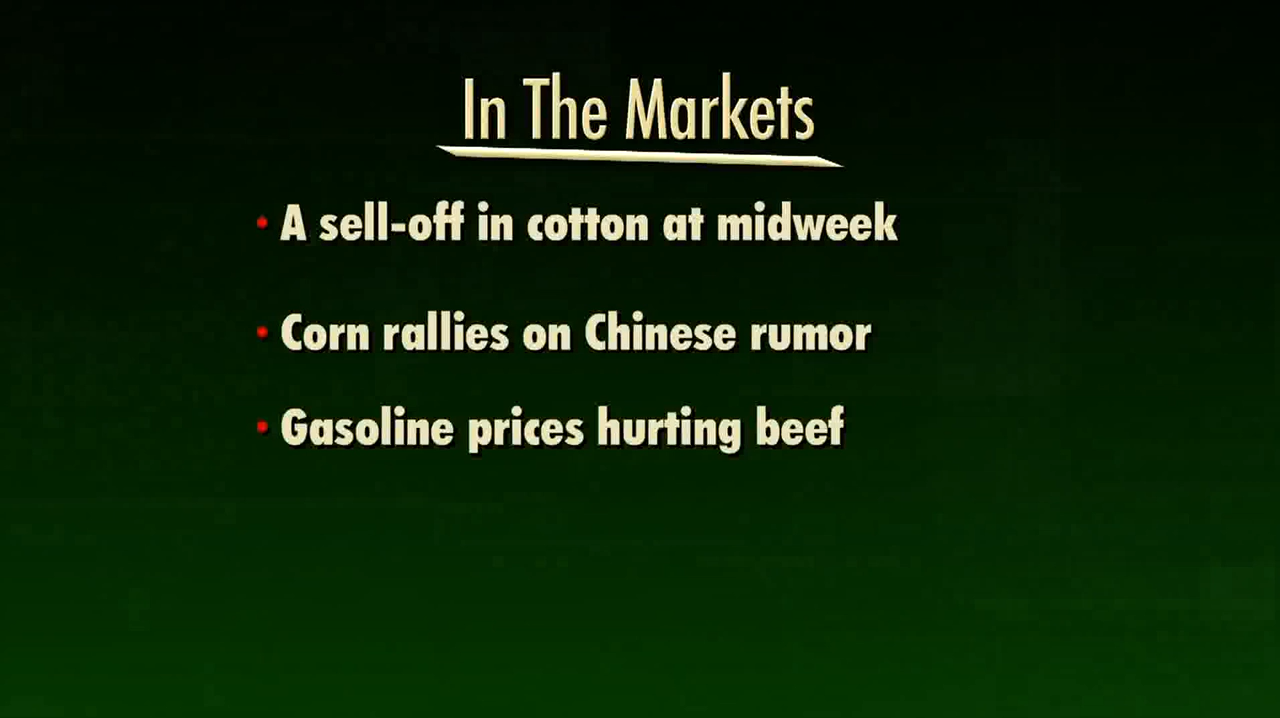 In The Markets
• A sell-off in cotton at midweek
• Corn rallies on Chinese rumor
• Gasoline prices hurting beef